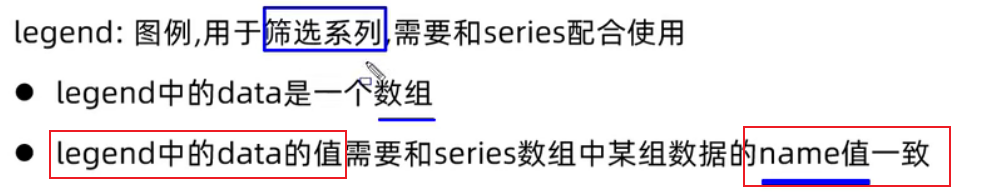 legend: 图例,用于筛选系列,需要和series配合使用
● legend中的data是一个数组
● legend中的data的值需要和series数组中某组数据的name值一致